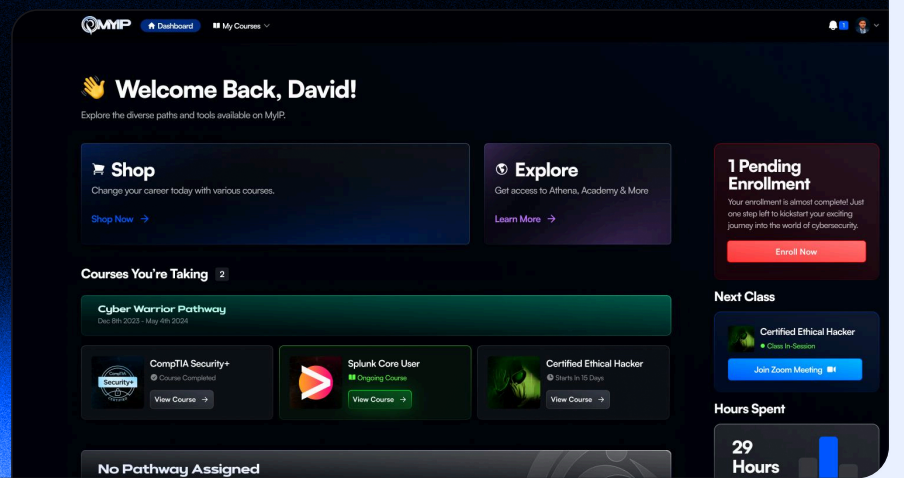 MYIP
Dashboard
My Courses
1
👋 Welcome Back, David!
Explore the diverse paths and tools available on MyIP.
Shop
Change your career today with various courses.
Shop Now →
Explore
Get access to Athena, Academy & More
Learn More →
1 Pending
Enrollment
Your enrollment is almost complete! Just
one step left to kickstart your exciting
journey into the world of cybersecurity.
Enroll Now
Courses You're Taking 2
Cyber Warrior Pathway
Dec 8th 2023 - May 4th 2024
CompTIA
Security+
CompTIA Security+
Course Completed
View Course →
Splunk Core User
Ongoing Course
View Course →
Certified Ethical Hacker
Starts In 15 Days
View Course →
Next Class
Certified Ethical Hacker
Class In-Session
Join Zoom Meeting
Hours Spent
29
Hours
No Pathway Assigned